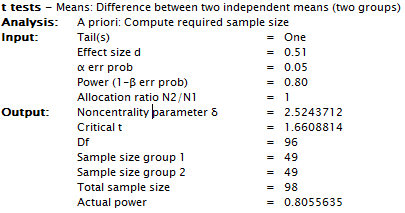 t tests - Means: Difference between two independent means (two groups)
Analysis: A priori: Compute required sample size
Input: Tail(s) = One
Effect size d = 0.51
α err prob = 0.05
Power (1-β err prob) = 0.80
Allocation ratio N2/N1 = 1
Output: Noncentrality parameter δ = 2.5243712
Critical t = 1.6608814
Df = 96
Sample size group 1 = 49
Sample size group 2 = 49
Total sample size = 98
Actual power = 0.8055635